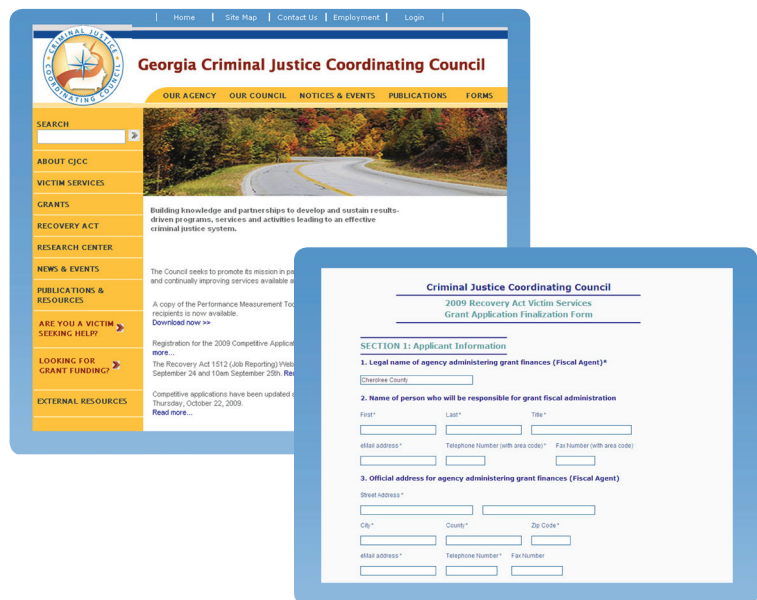 Home
Site Map
Contact Us
Employment
Login
CRIMINAL JUSTICE
COORDINATING COUNCIL
Georgia Criminal Justice Coordinating Council
OUR AGENCY
OUR COUNCIL
NOTICES & EVENTS
PUBLICATIONS
FORMS
SEARCH
ABOUT CJCC
VICTIM SERVICES
GRANTS
RECOVERY ACT
RESEARCH CENTER
NEWS & EVENTS
PUBLICATIONS &
RESOURCES
ARE YOU A VICTIM
SEEKING HELP?
LOOKING FOR
GRANT FUNDING?
EXTERNAL RESOURCES
Building knowledge and partnerships to develop and sustain results-
driven programs, services and activities leading to an effective
criminal justice system.
The Council seeks to promote its mission in
and continually improving services available
A copy of the Performance Measurement
recipients is now available.
Download now >>
Registration for the 2009 Competitive
more...
The Recovery Act 1512 (Job Reporting)
September 24 and 10am September 25th.
Competitive applications have been updated
Thursday, October 22, 2009.
Read more...
Criminal Justice Coordinating Council
2009 Recovery Act Victim Services
Grant Application Finalization Form
SECTION 1: Applicant Information
1. Legal name of agency administering grant finances (Fiscal Agent)*
Cherokee County
2. Name of person who will be responsible for grant fiscal administration
First* Last* Title*
eMail address* Telephone Number (with area code)* Fax Number (with area code)
3. Official address for agency administering grant finances (Fiscal Agent)
Street Address*
City* County* Zip Code*
eMail address* Telephone Number* Fax Number